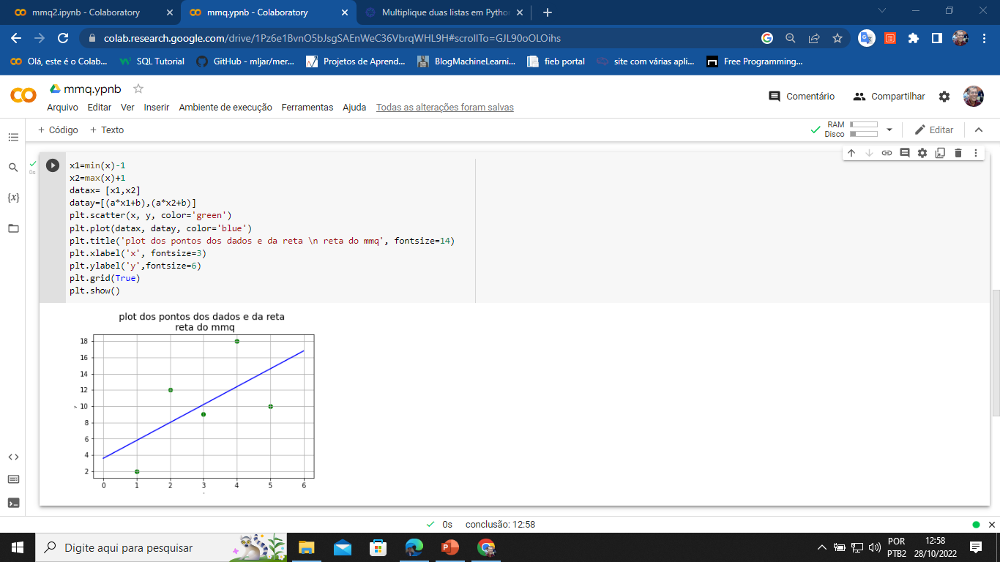 mmq2.ipynb - Colaboratory
mmq.ypnb - Colaboratory
Multiplique duas listas em Pytho
colab.research.google.com/drive/1Pz6e1BvnO5bJsgSAEnWeC36VbrqWHL9H#scrollTo=GJL90oOLOihs
Olá, este é o Colab...
SQL Tutorial
GitHub - mljar/mer...
Projetos de Aprend...
BlogMachineLearni...
fieb portal
site com várias apli...
Free Programming...
mmq.ypnb
Comentário
Compartilhar
Arquivo Editar Ver Inserir Ambiente de execução Ferramentas Ajuda Todas as alterações foram salvas
+ Código + Texto
RAM
Disco
Editar
{x}
0s
x1=min(x)-1
x2=max(x)+1
datax= [x1,x2]
datay=[(a*x1+b),(a*x2+b)]
plt.scatter(x, y, color='green')
plt.plot(datax, datay, color='blue')
plt.title('plot dos pontos dos dados e da reta \n reta do mmq', fontsize=14)
plt.xlabel('x', fontsize=3)
plt.ylabel('y',fontsize=6)
plt.grid(True)
plt.show()
plot dos pontos dos dados e da reta
reta do mmq
18
16
14
12
y
10
8
6
4
2
0 1 2 3 4 5 6
0s conclusão: 12:58
Digite aqui para pesquisar
POR
PTB2
12:58
28/10/2022